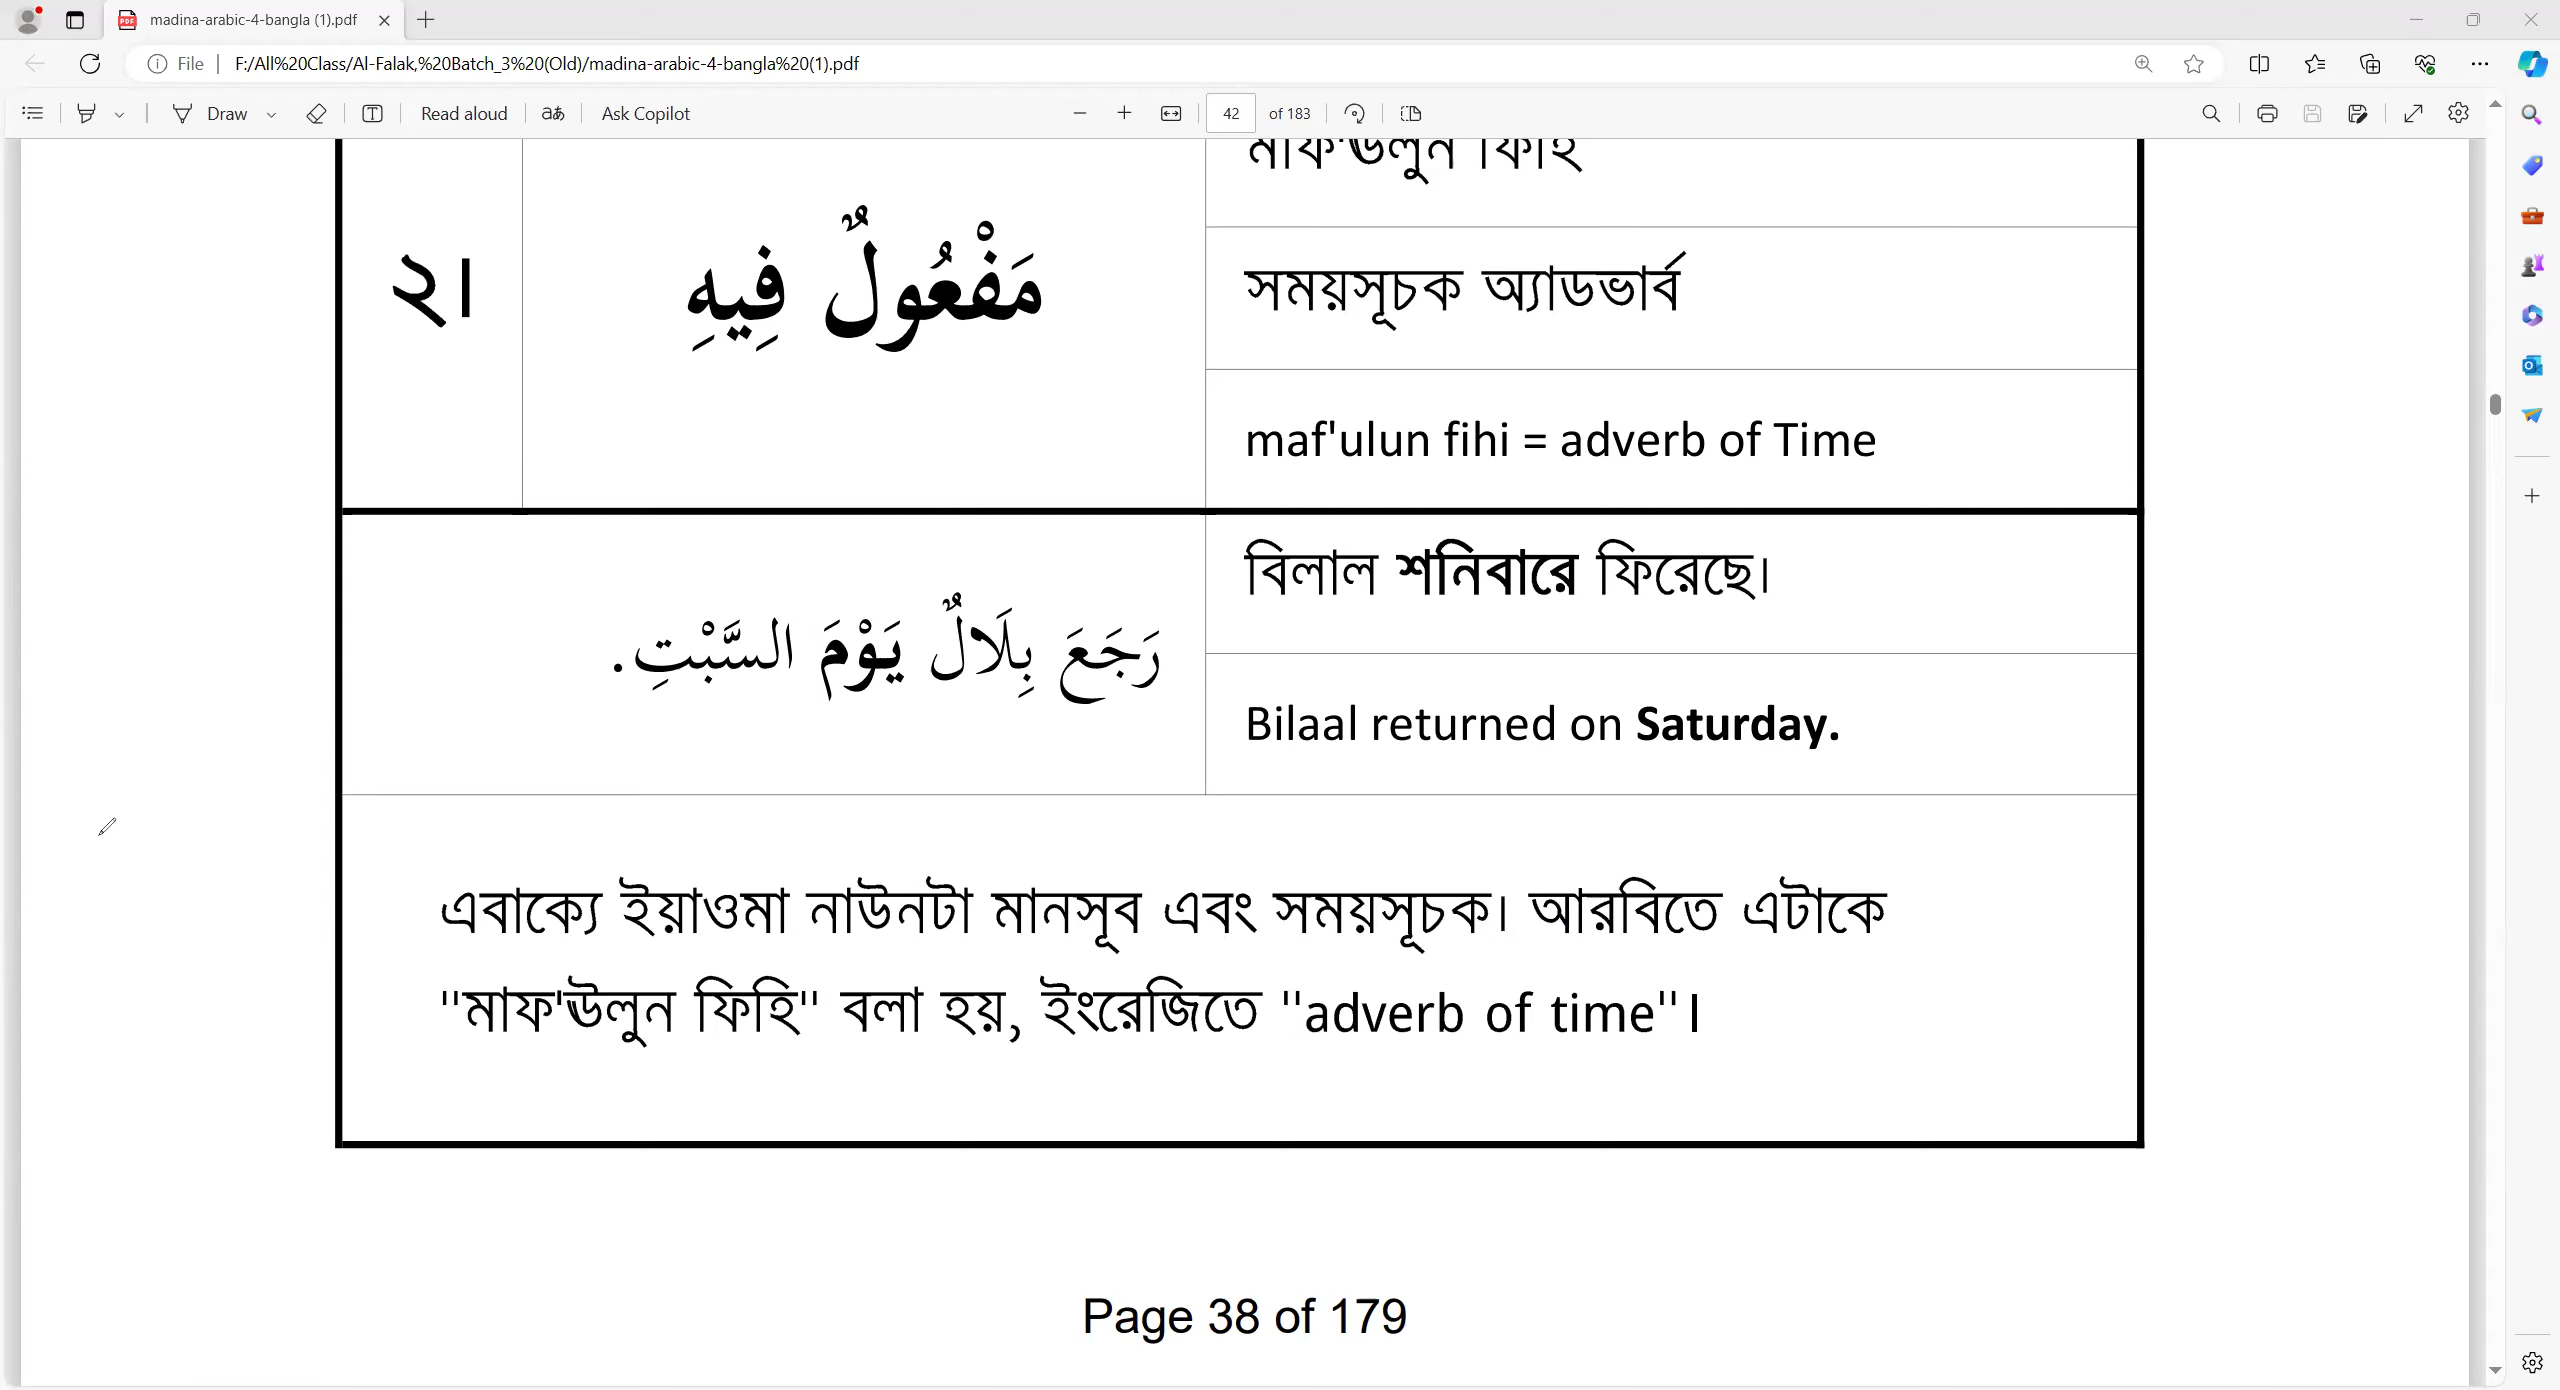 madina-arabic-4-bangla (1).pdf
File
F:/All%20Class/Al-Falak,%20Batch_3%20(Old)/madina-arabic-4-bangla%20(1).pdf
Draw
Read aloud
aあ
Ask Copilot
42 of 183
মাফ'ঊলুন ফিহি
২।
مَفْعُولٌ فِيهِ
সময়সূচক অ্যাডভার্ব
maf'ulun fihi = adverb of Time
رَجَعَ بِلَالٌ يَوْمَ السَّبْتِ.
বিলাল শনিবারে ফিরেছে।
Bilaal returned on Saturday.
এবাক্যে ইয়াওমা নাউনটা মানসূব এবং সময়সূচক। আরবিতে এটাকে
"মাফ'ঊলুন ফিহি" বলা হয়, ইংরেজিতে "adverb of time"।
Page 38 of 179